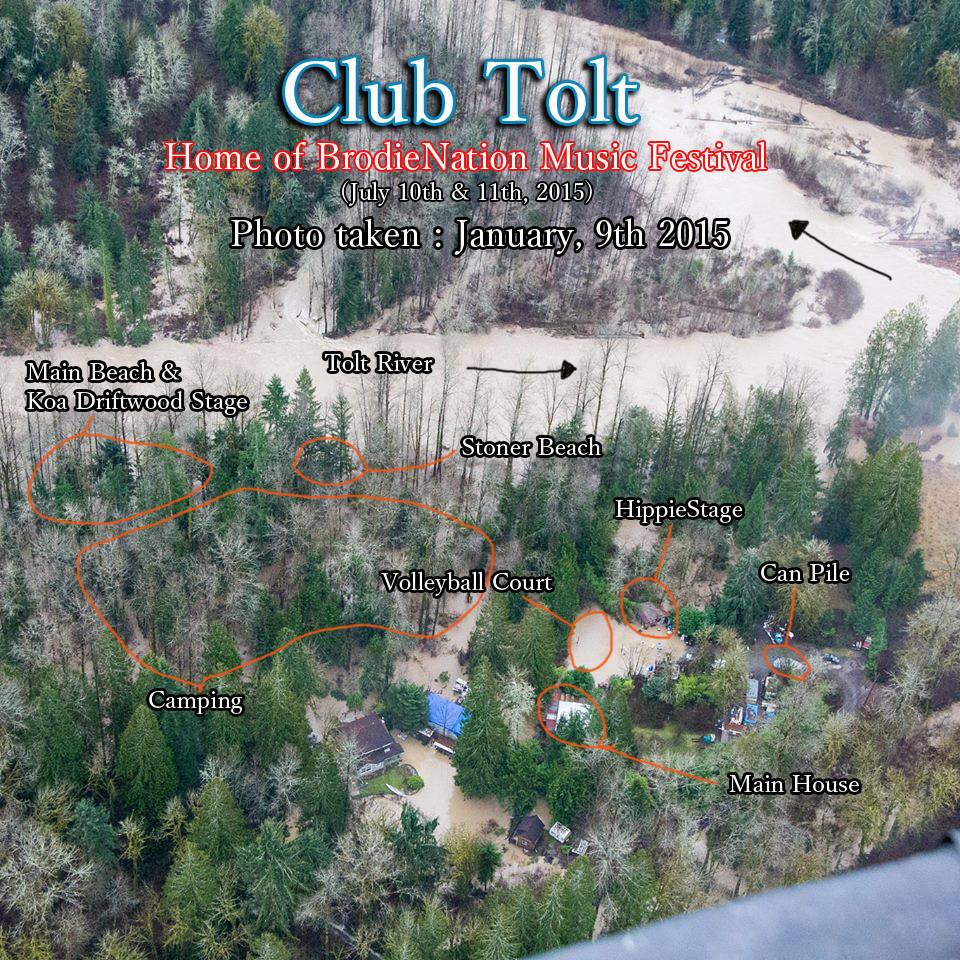 Club Tolt
Home of BrodieNation Music Festival
(July 10th & 11th, 2015)
Photo taken : January, 9th 2015
Main Beach &
Koa Driftwood Stage
Tolt River
Stoner Beach
HippieStage
Volleyball Court
Can Pile
Camping
Main House